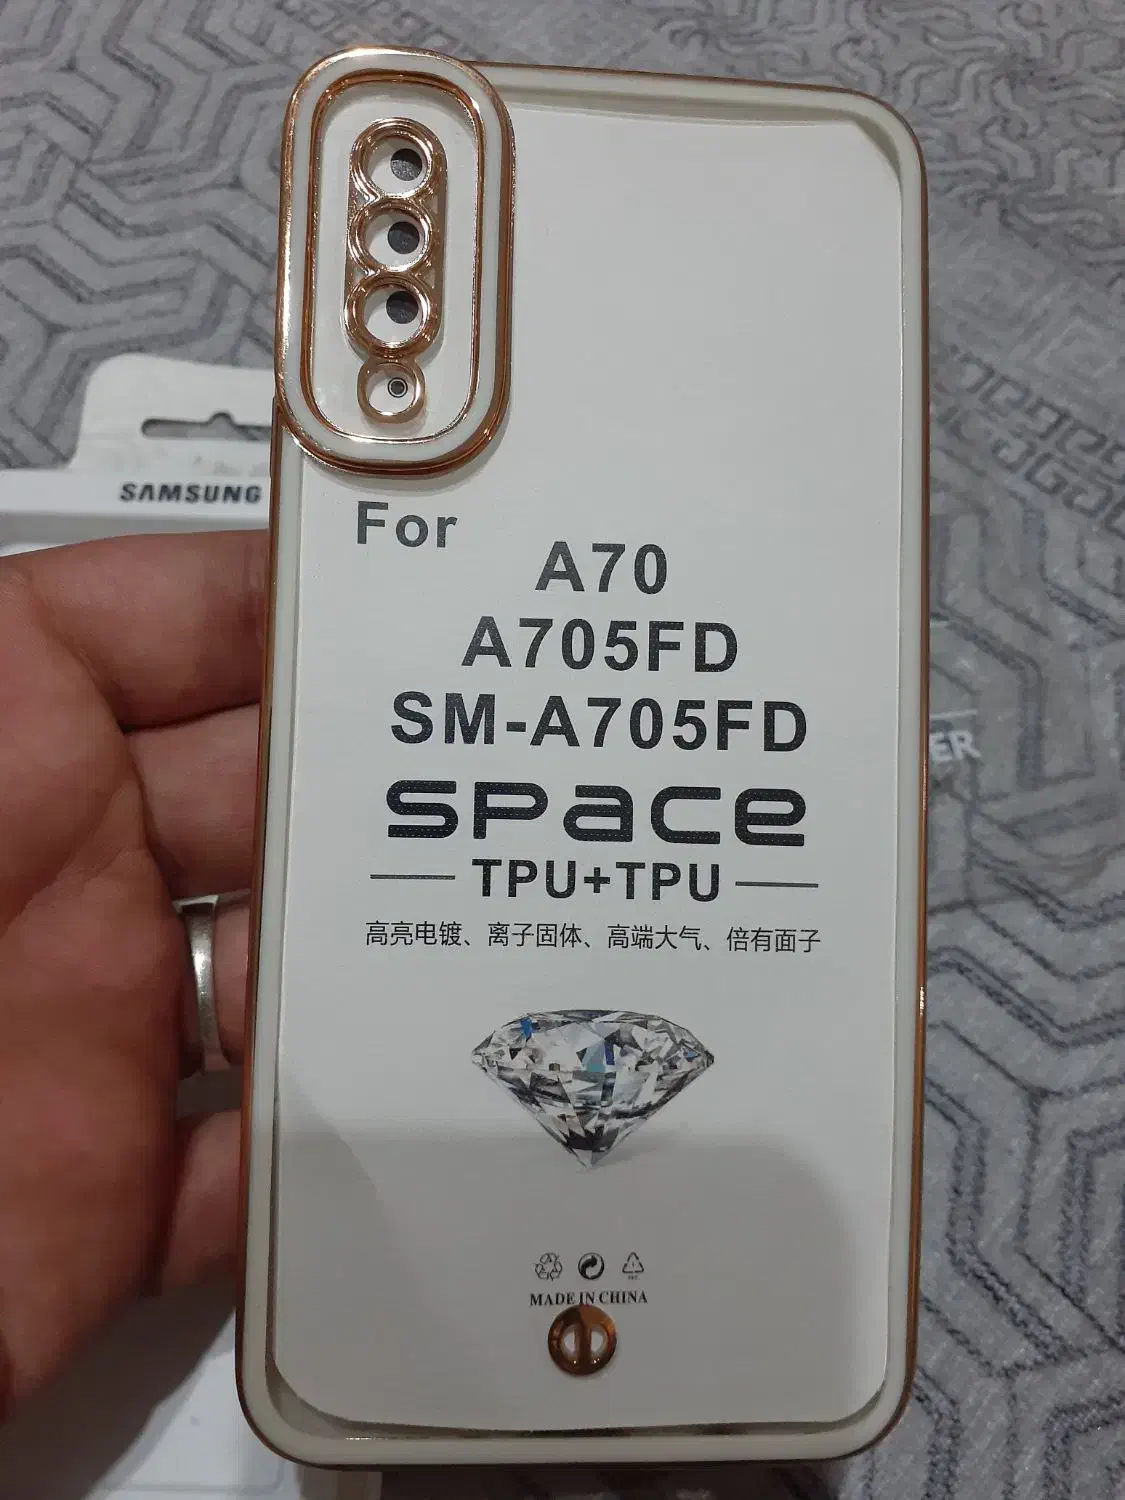 SAMSUNG
For
A70
A705FD
SM-A705FD
space
TPU+TPU
高亮电镀、离子固体、高端大气、倍有面子
MADE IN CHINA